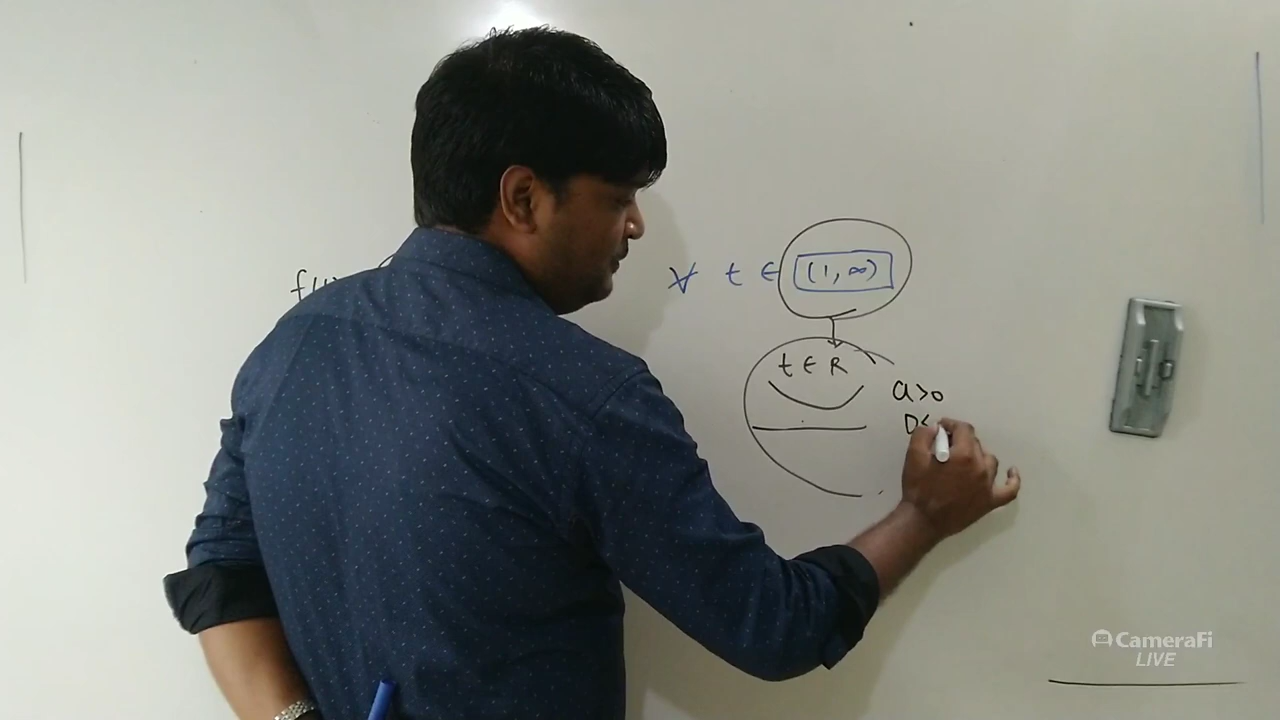 ∀ t ∈ (1, ∞)
t ∈ R
a>0
D<
CameraFi
LIVE